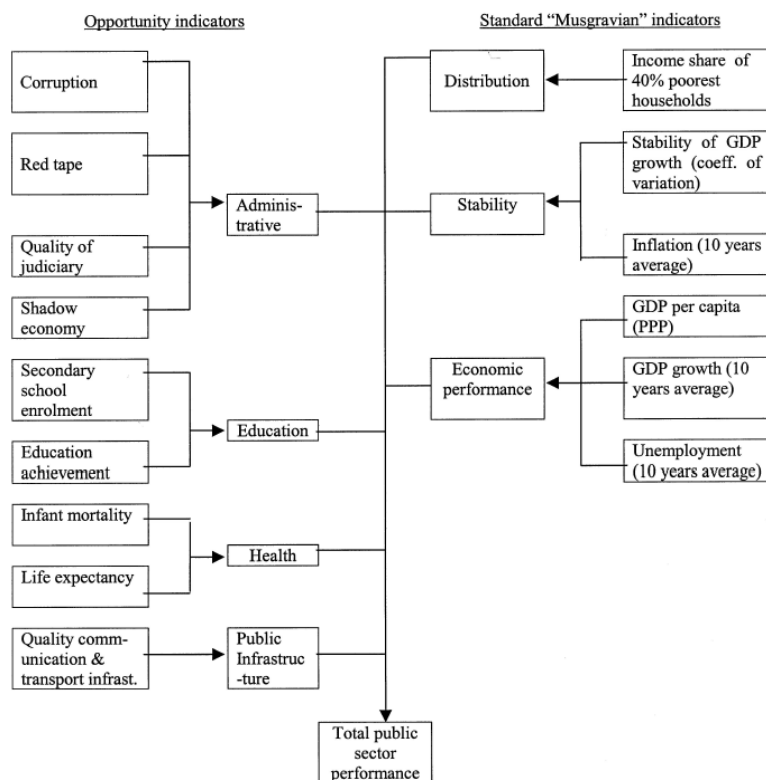 Opportunity indicators
Standard “Musgravian” indicators
Corruption
Red tape
Quality of
judiciary
Shadow
economy
Adminis-
trative
Secondary
school
enrolment
Education
achievement
Education
Infant mortality
Life expectancy
Health
Quality comm-
unication &
transport infrast.
Public
Infrastruc-
-ture
Distribution
Income share of
40% poorest
households
Stability
Stability of GDP
growth (coeff. of
variation)
Inflation (10 years
average)
Economic
performance
GDP per capita
(PPP)
GDP growth (10
years average)
Unemployment
(10 years average)
Total public
sector
performance